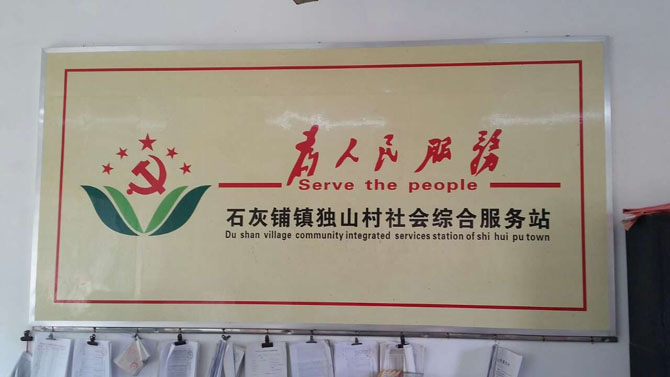 为人民服务
Serve the people
石灰铺镇独山村社会综合服务站
Du shan village community integrated services station of shi hui pu town